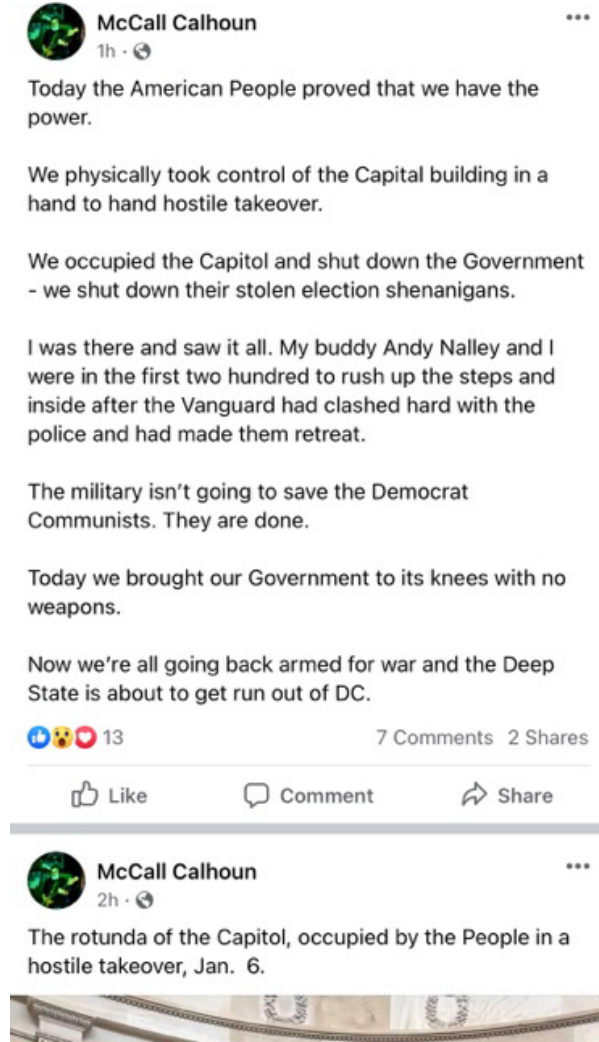 McCall Calhoun
1h ·
Today the American People proved that we have the
power.
We physically took control of the Capital building in a
hand to hand hostile takeover.
We occupied the Capitol and shut down the Government
- we shut down their stolen election shenanigans.
I was there and saw it all. My buddy Andy Nalley and I
were in the first two hundred to rush up the steps and
inside after the Vanguard had clashed hard with the
police and had made them retreat.
The military isn't going to save the Democrat
Communists. They are done.
Today we brought our Government to its knees with no
weapons.
Now we're all going back armed for war and the Deep
State is about to get run out of DC.
13 7 Comments 2 Shares
Like Comment Share
McCall Calhoun
2h ·
The rotunda of the Capitol, occupied by the People in a
hostile takeover, Jan. 6.